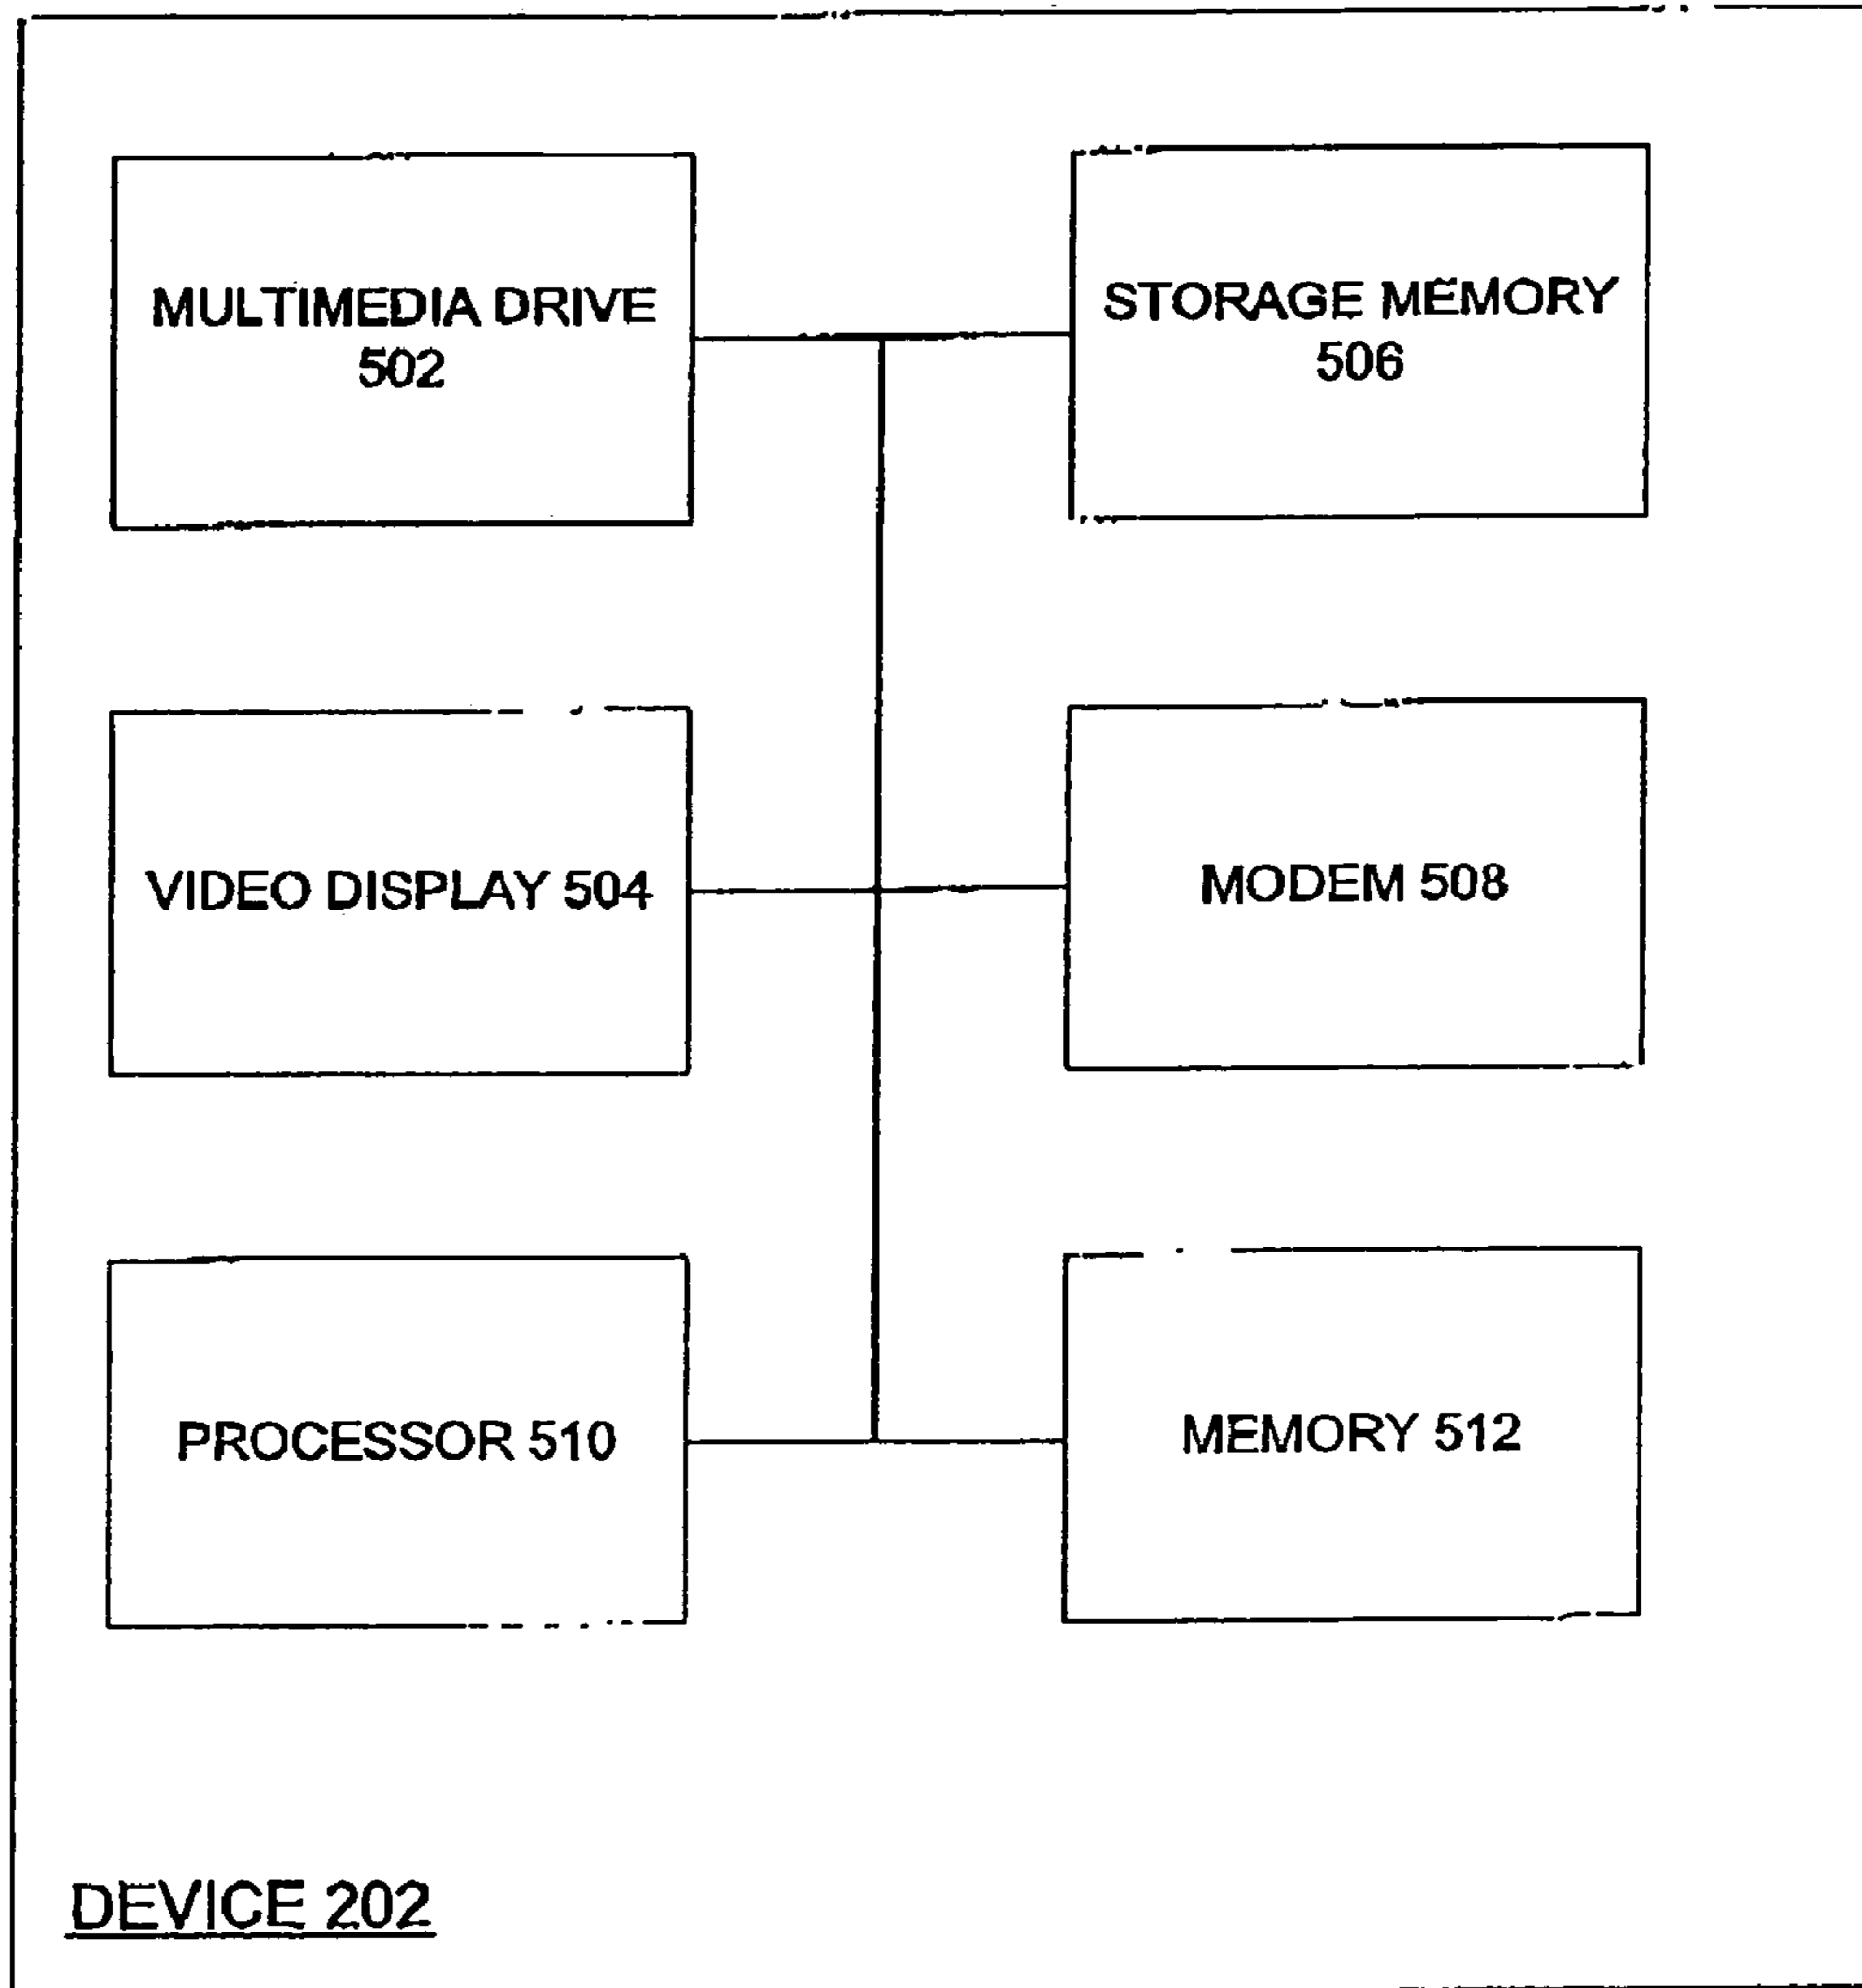 MULTIMEDIA DRIVE
502
STORAGE MEMORY
506
VIDEO DISPLAY 504
MODEM 508
PROCESSOR 510
MEMORY 512
DEVICE 202